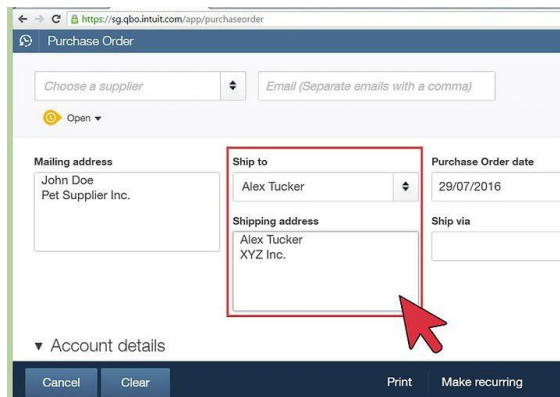 https://sg.qbo.intuit.com/app/purchaseorder
Purchase Order
Choose a supplier
Email (Separate emails with a comma)
Open
Mailing address
John Doe
Pet Supplier Inc.
Ship to
Alex Tucker
Purchase Order date
29/07/2016
Shipping address
Alex Tucker
XYZ Inc.
Ship via
Account details
Cancel
Clear
Print
Make recurring